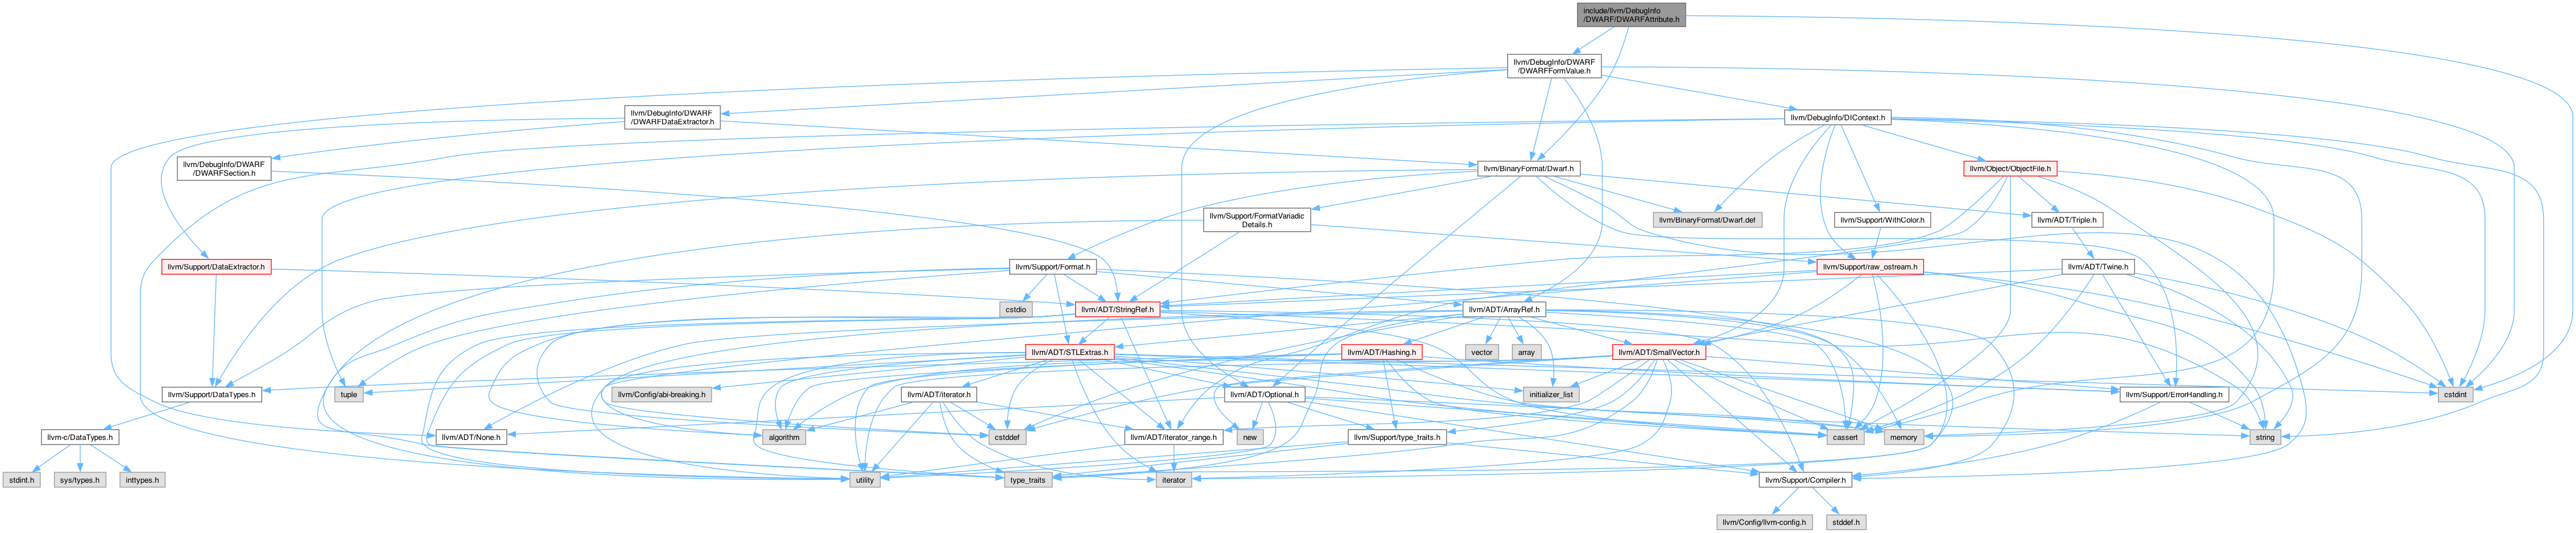 include/llvm/DebugInfo
/DWARF/DWARFAttribute.h
llvm/DebugInfo/DWARF
/DWARFFormValue.h
llvm/DebugInfo/DWARF
/DWARFDataExtractor.h
llvm/DebugInfo/DIContext.h
llvm/DebugInfo/DWARF
/DWARFSection.h
llvm/BinaryFormat/Dwarf.h
llvm/Object/ObjectFile.h
llvm/Support/FormatVariadic
Details.h
llvm/BinaryFormat/Dwarf.def
llvm/Support/WithColor.h
llvm/ADT/Triple.h
llvm/Support/DataExtractor.h
llvm/Support/Format.h
llvm/Support/raw_ostream.h
llvm/ADT/Twine.h
cstdio
llvm/ADT/StringRef.h
llvm/ADT/ArrayRef.h
llvm/ADT/STLExtras.h
llvm/ADT/Hashing.h
vector
array
llvm/ADT/SmallVector.h
llvm/Support/DataTypes.h
tuple
llvm/Config/abi-breaking.h
llvm/ADT/iterator.h
llvm/ADT/Optional.h
initializer_list
llvm/Support/ErrorHandling.h
cstdint
llvm-c/DataTypes.h
llvm/ADT/None.h
algorithm
cstddef
llvm/ADT/iterator_range.h
new
llvm/Support/type_traits.h
cassert
memory
string
stdint.h
sys/types.h
inttypes.h
utility
type_traits
iterator
llvm/Support/Compiler.h
llvm/Config/llvm-config.h
stddef.h